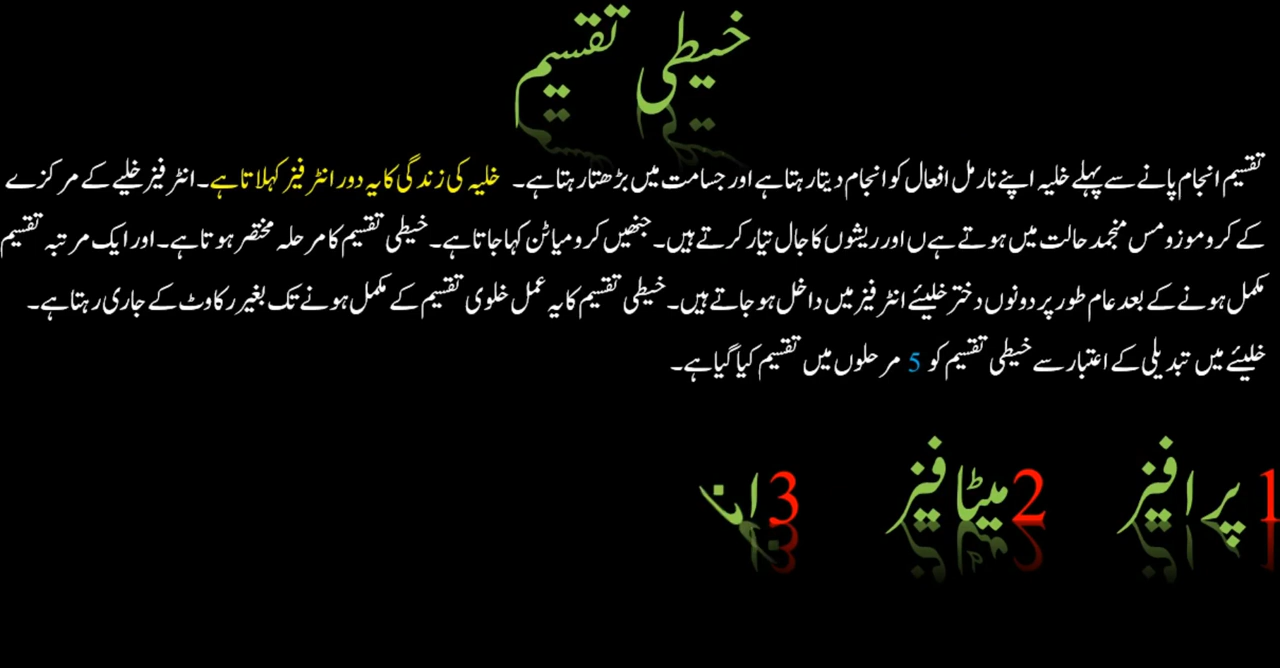 خیطی تقسیم
تقسیم انجام پانے سے پہلے خلیہ اپنے نارمل افعال کو انجام دیتا رہتا ہے اور جسامت میں بڑھتا رہتا ہے۔ خلیہ کی زندگی کا یہ دور انٹر فیز کہلاتا ہے۔ انٹر فیز خلیے کے مرکزے
کے کروموزومس منجمد حالت میں ہوتے ہےں اور ریشوں کا جال تیار کرتے ہیں۔ جنھیں کرومیاٹن کہا جاتا ہے۔ خیطی تقسیم کا مرحلہ مختصر ہوتا ہے۔ اور ایک مرتبہ تقسیم
مکمل ہونے کے بعد عام طور پر دونوں دختر خلیئے انٹر فیز میں داخل ہو جاتے ہیں۔ خیطی تقسیم کا یہ عمل خلوی تقسیم کے مکمل ہونے تک بغیر رکاوٹ کے جاری رہتا ہے۔
خلیئے میں تبدیلی کے اعتبار سے خیطی تقسیم کو 5 مرحلوں میں تقسیم کیا گیا ہے۔
1 پرافیز 2 میٹافیز 3